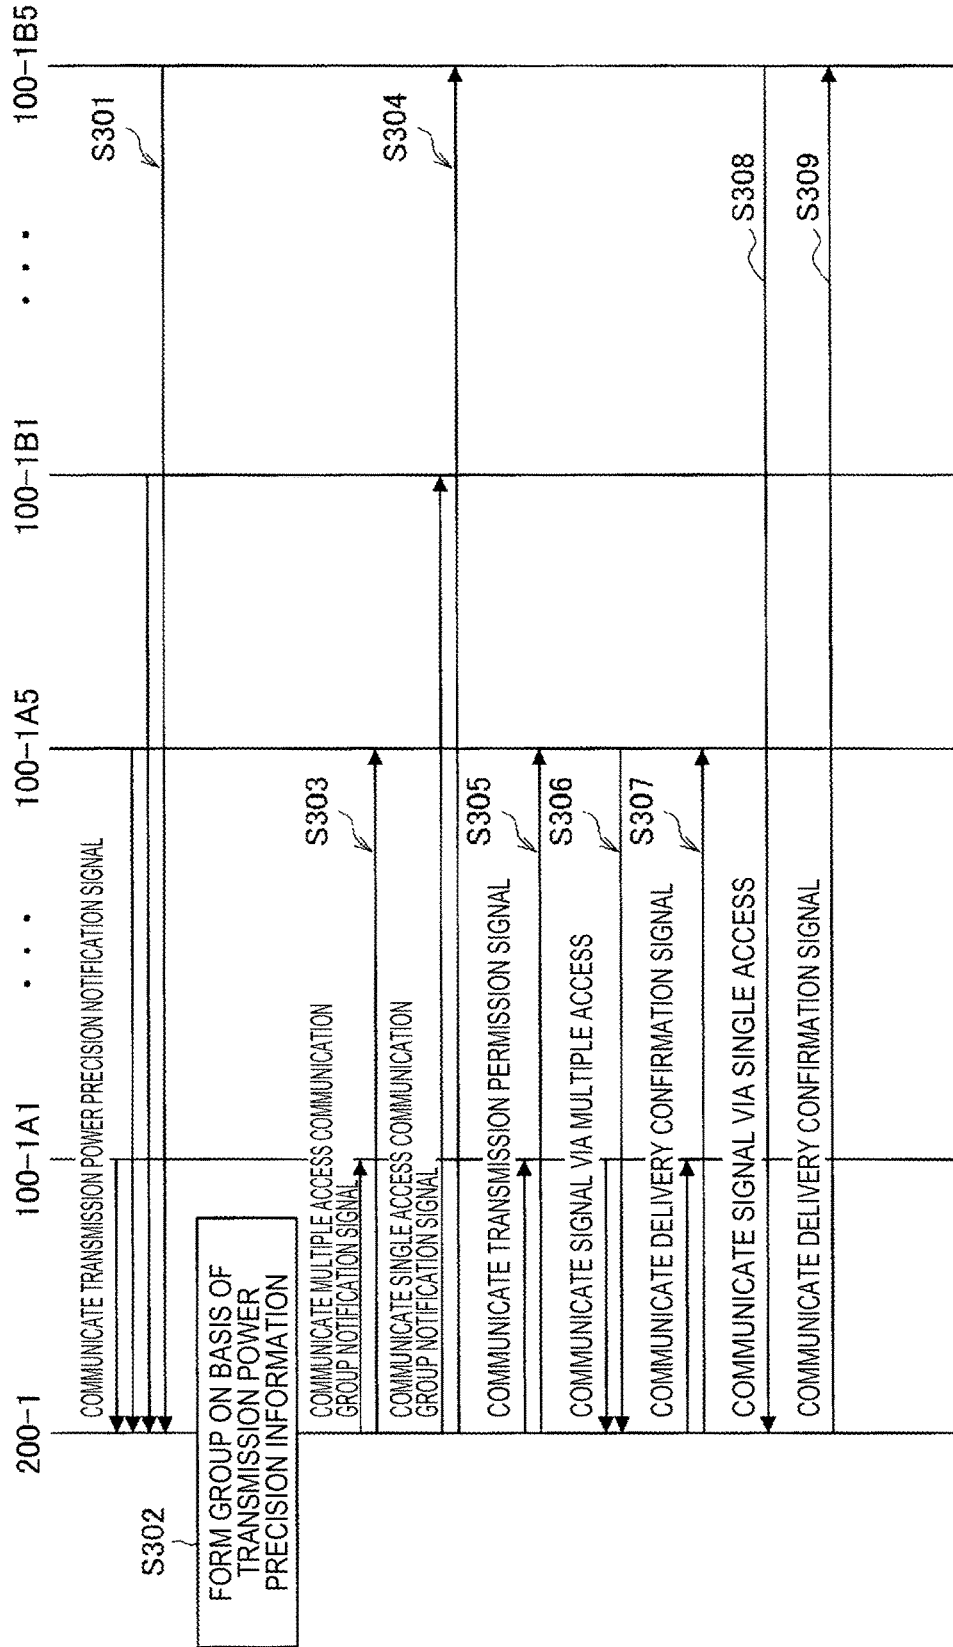 200-1
100-1A1
. . .
100-1A5
100-1B1
. . .
100-1B5
COMMUNICATE TRANSMISSION POWER PRECISION NOTIFICATION SIGNAL
S301
S302
FORM GROUP ON BASIS OF
TRANSMISSION POWER
PRECISION INFORMATION
COMMUNICATE MULTIPLE ACCESS COMMUNICATION
GROUP NOTIFICATION SIGNAL
S303
COMMUNICATE SINGLE ACCESS COMMUNICATION
GROUP NOTIFICATION SIGNAL
S304
COMMUNICATE TRANSMISSION PERMISSION SIGNAL
S305
COMMUNICATE SIGNAL VIA MULTIPLE ACCESS
S306
COMMUNICATE DELIVERY CONFIRMATION SIGNAL
S307
COMMUNICATE SIGNAL VIA SINGLE ACCESS
S308
COMMUNICATE DELIVERY CONFIRMATION SIGNAL
S309